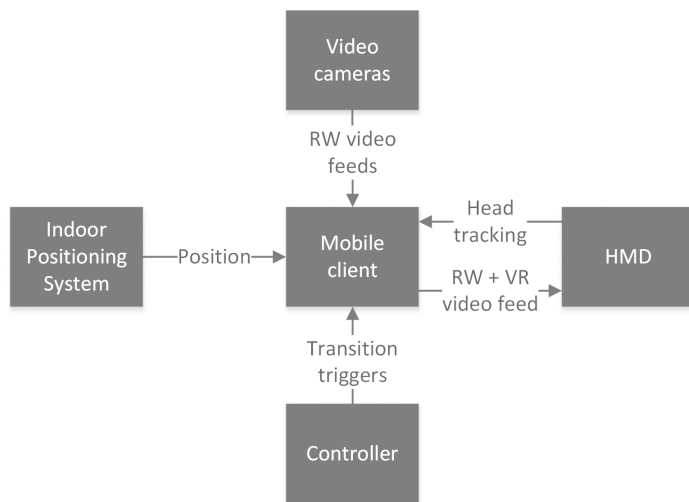 Video
cameras
RW video
feeds
Indoor
Positioning
System
Position
Mobile
client
Head
tracking
RW + VR
video feed
HMD
Transition
triggers
Controller